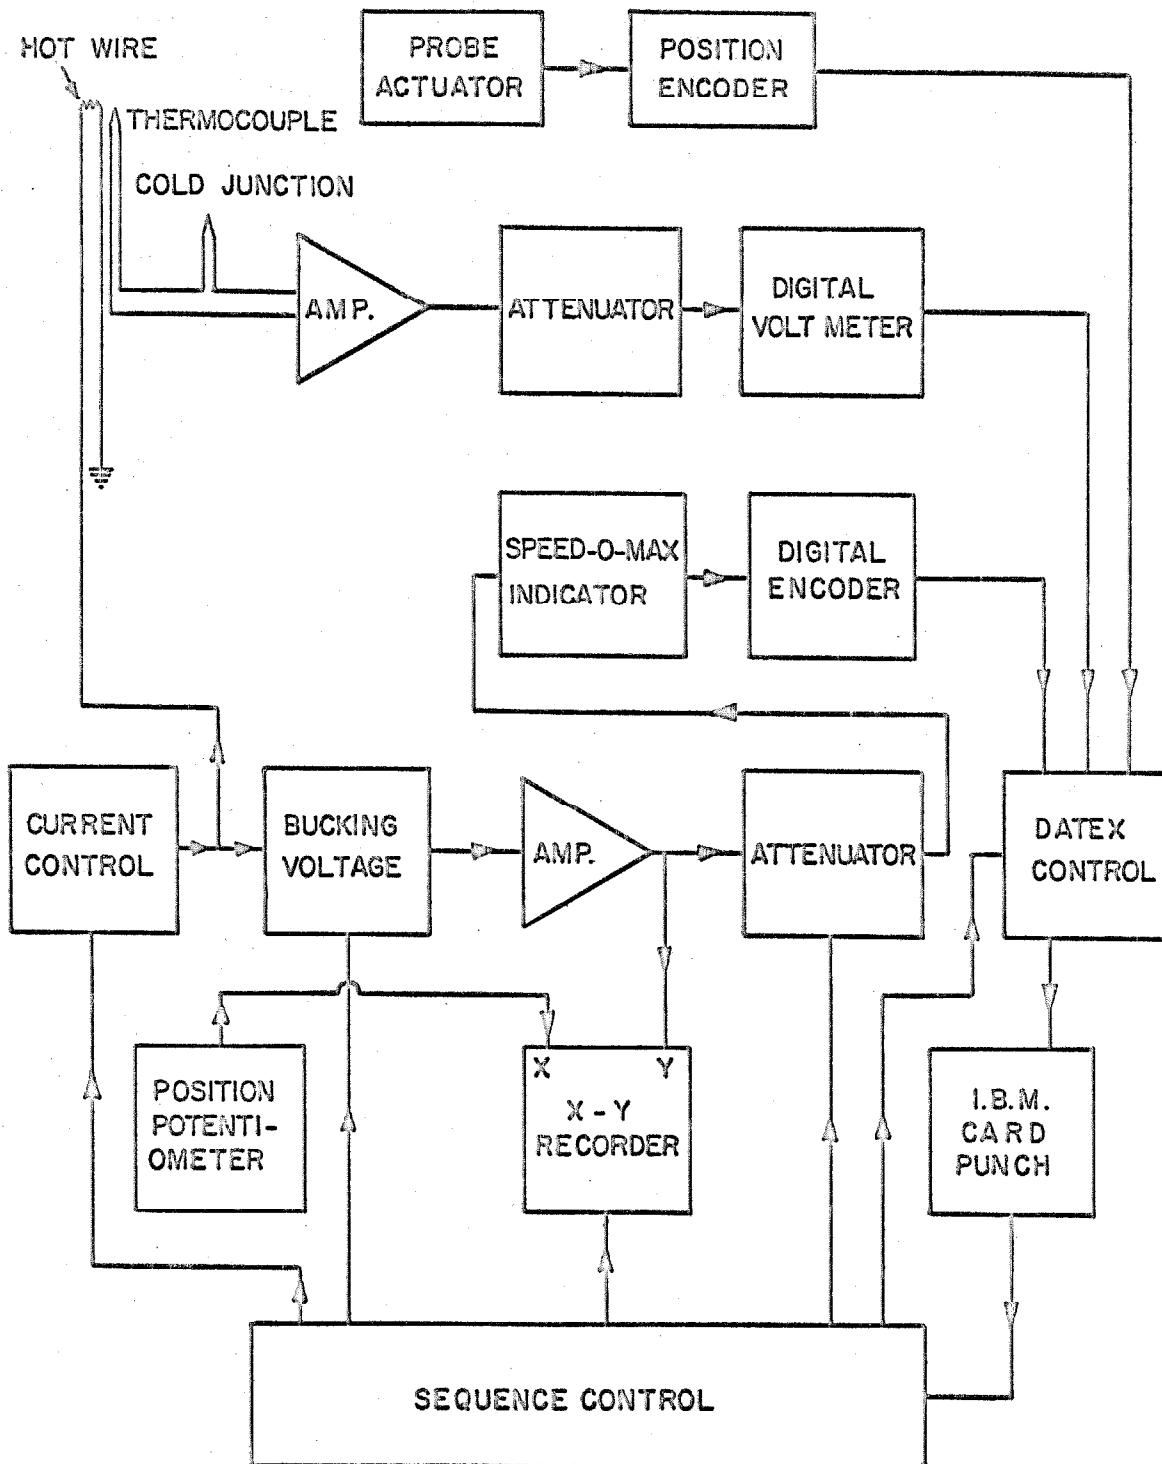 HOT WIRE
PROBE
ACTUATOR
POSITION
ENCODER
THERMOCOUPLE
COLD JUNCTION
AMP.
ATTENUATOR
DIGITAL
VOLT METER
SPEED-O-MAX
INDICATOR
DIGITAL
ENCODER
CURRENT
CONTROL
BUCKING
VOLTAGE
AMP.
ATTENUATOR
DATEX
CONTROL
POSITION
POTENTI-
OMETER
X Y
X - Y
RECORDER
I.B.M.
CARD
PUNCH
SEQUENCE CONTROL